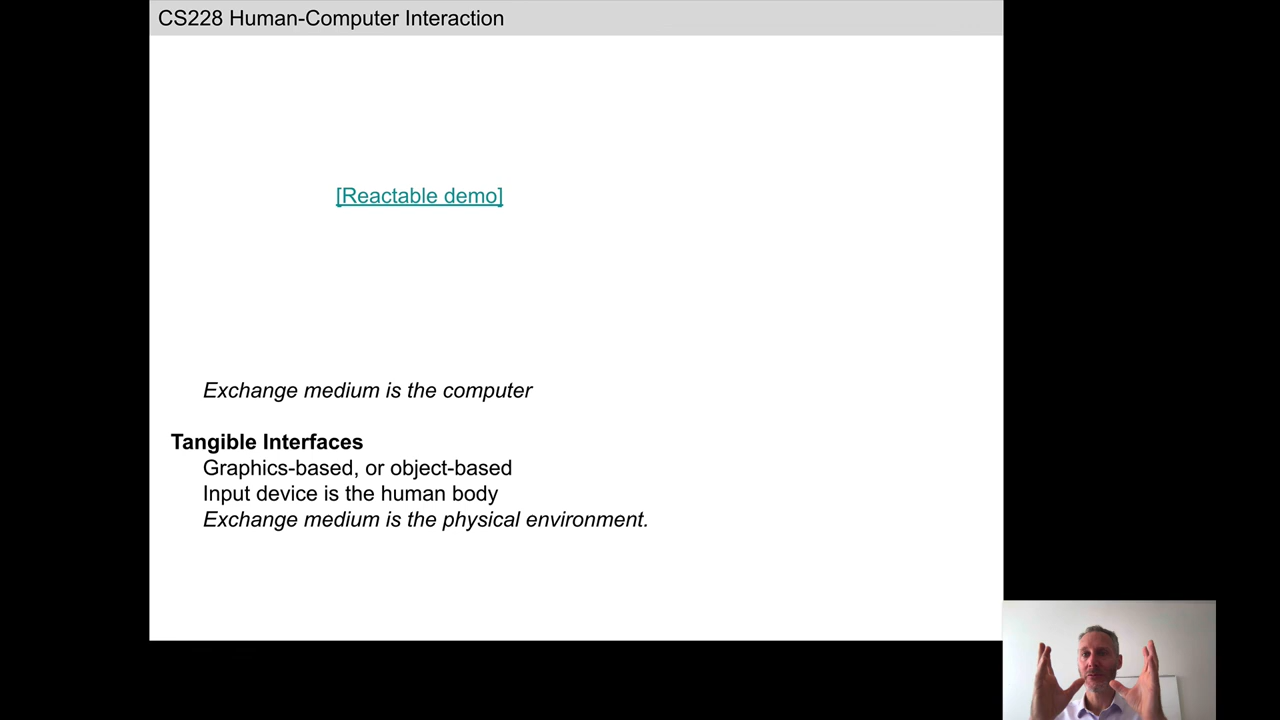 CS228 Human-Computer Interaction
[Reactable demo]
Exchange medium is the computer
Tangible Interfaces
Graphics-based, or object-based
Input device is the human body
Exchange medium is the physical environment.